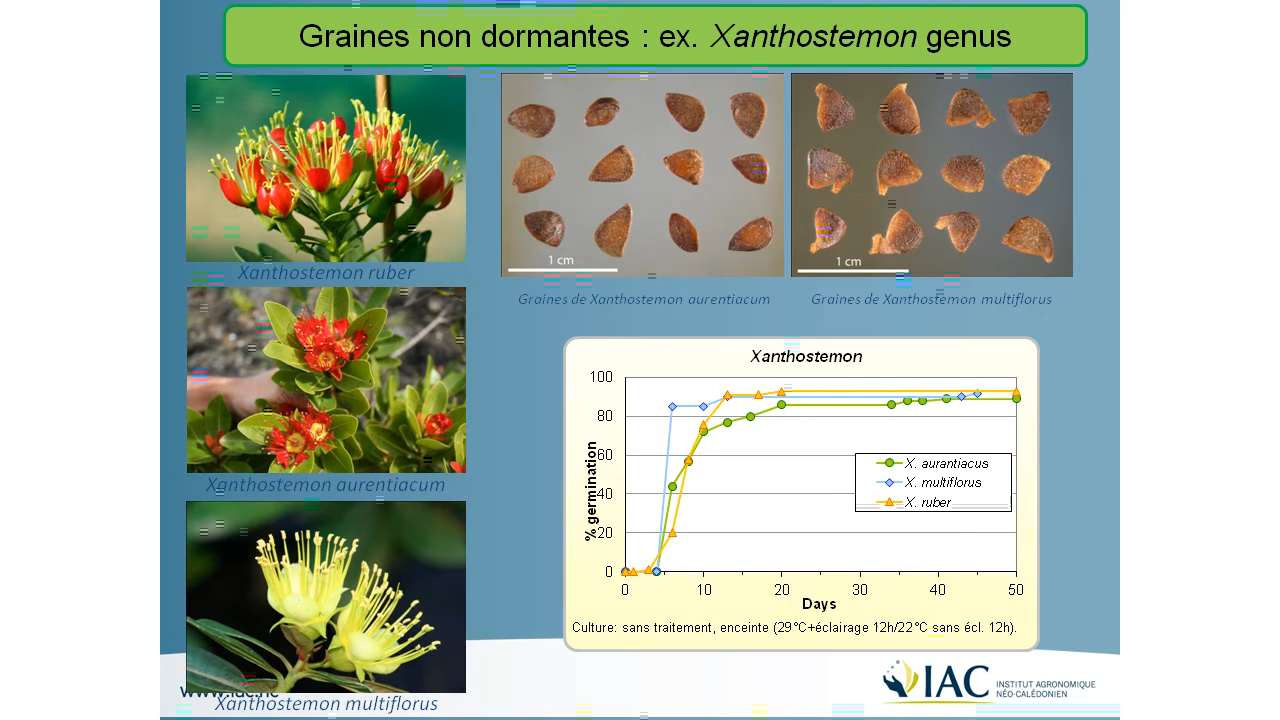 Graines non dormantes : ex. Xanthostemon genus
Xanthostemon ruber
1 cm
1 cm
Graines de Xanthostemon aurentiacum
Graines de Xanthostemon multiflorus
Xanthostemon aurentiacum
Xanthostemon
% germination
100
80
60
40
20
0
0 10 20 30 40 50
Days
X. aurantiacus
X. multiflorus
X. ruber
Culture: sans traitement, enceinte (29°C+éclairage 12h/22°C sans écl. 12h).
www.iac.nc
Xanthostemon multiflorus
IAC
INSTITUT AGRONOMIQUE
NÉO-CALÉDONIEN